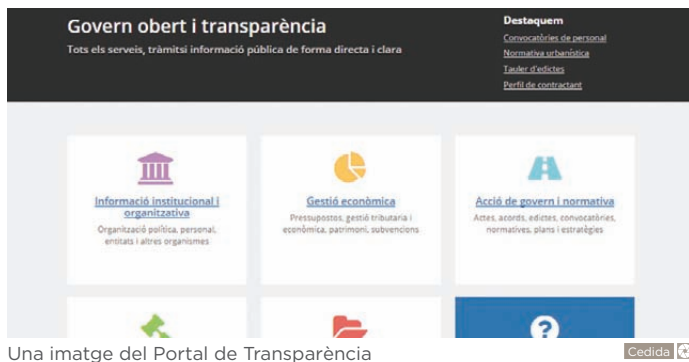 Govern obert i transparència
Tots els serveis, tràmitsi informació pública de forma directa i clara
Destaquem
Convocatòries de personal
Normativa urbanística
Tauler d'edictes
Perfil de contractant
Informació institucional i
organitzativa
Organització política, personal,
entitats i altres organismes
Gestió econòmica
Pressupostos, gestió tributaria i
econòmica, patrimoni, subvencions
Acció de govern i normativa
Actes, acords, edictes, convocatòries,
normatives, plans i estratègies
Una imatge del Portal de Transparència
Cedida